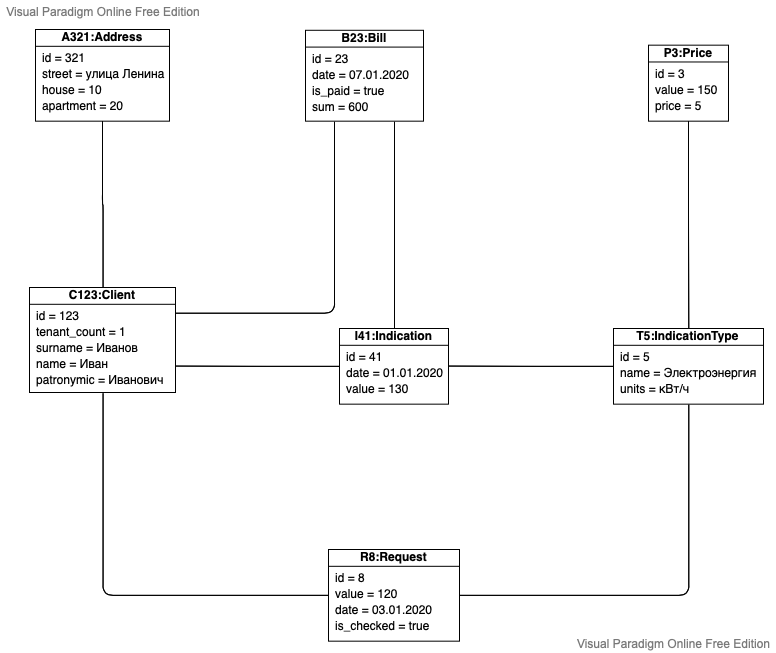 Visual Paradigm Online Free Edition
A321:Address
id = 321
street = улица Ленина
house = 10
apartment = 20
B23:Bill
id = 23
date = 07.01.2020
is_paid = true
sum = 600
P3:Price
id = 3
value = 150
price = 5
C123:Client
id = 123
tenant_count = 1
surname = Иванов
name = Иван
patronymic = Иванович
I41:Indication
id = 41
date = 01.01.2020
value = 130
T5:IndicationType
id = 5
name = Электроэнергия
units = кВт/ч
R8:Request
id = 8
value = 120
date = 03.01.2020
is_checked = true
Visual Paradigm Online Free Edition